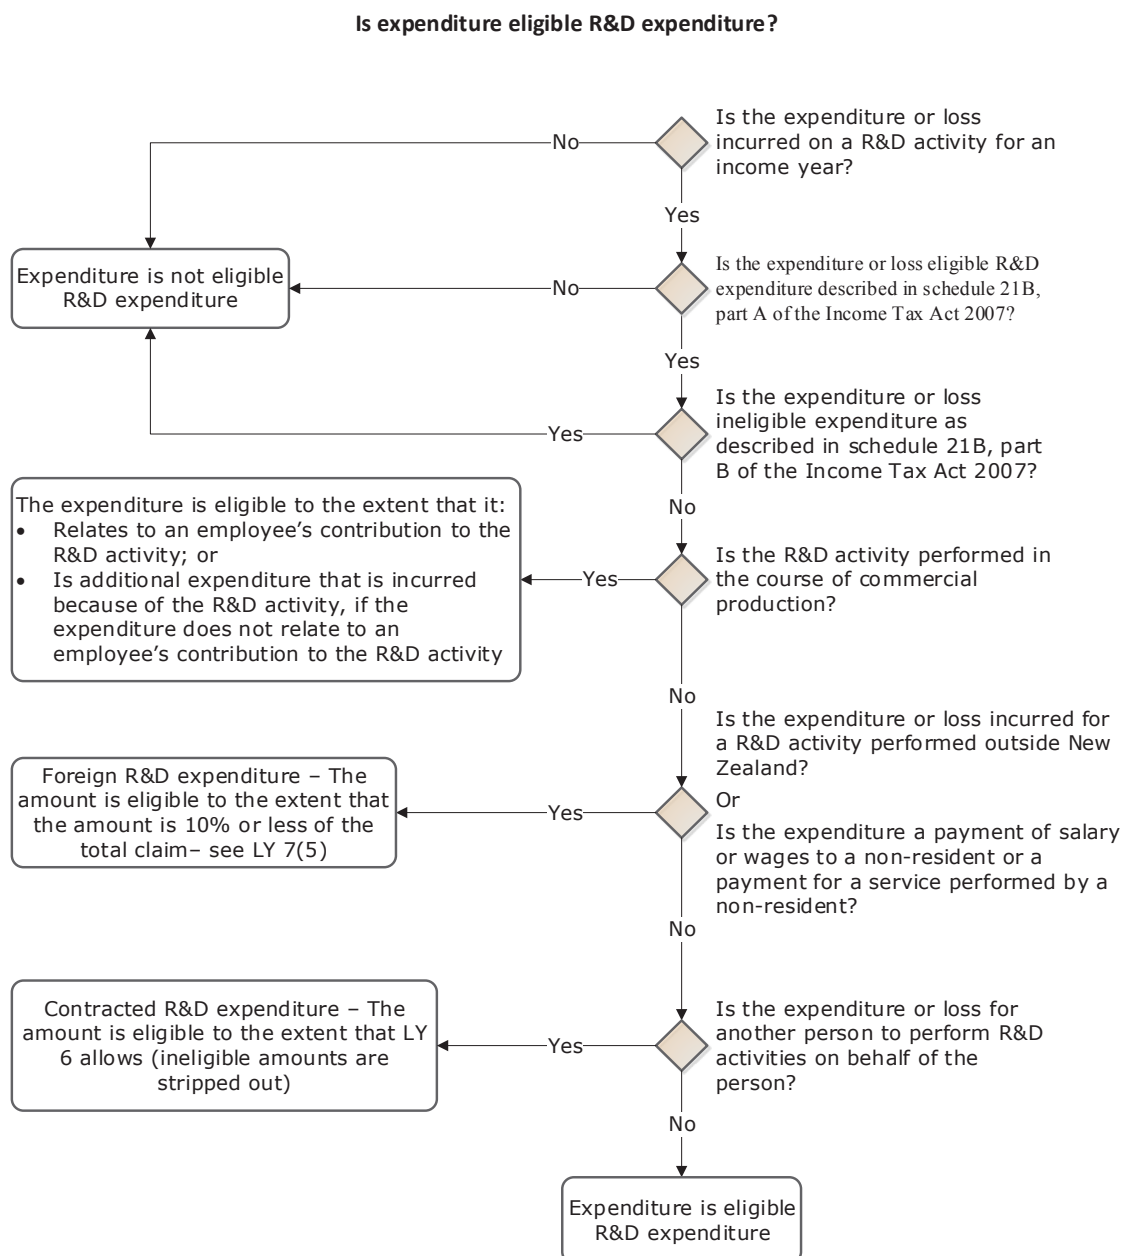 Is expenditure eligible R&D expenditure?
Is the expenditure or loss
incurred on a R&D activity for an
income year?
No
Yes
Expenditure is not eligible
R&D expenditure
Is the expenditure or loss eligible R&D
expenditure described in schedule 21B,
part A of the Income Tax Act 2007?
No
Yes
Is the expenditure or loss
ineligible expenditure as
described in schedule 21B, part
B of the Income Tax Act 2007?
Yes
No
The expenditure is eligible to the extent that it:
• Relates to an employee’s contribution to the
R&D activity; or
• Is additional expenditure that is incurred
because of the R&D activity, if the
expenditure does not relate to an
employee’s contribution to the R&D activity
Is the R&D activity performed in
the course of commercial
production?
Yes
No
Is the expenditure or loss incurred for
a R&D activity performed outside New
Zealand?
Or
Is the expenditure a payment of salary
or wages to a non-resident or a
payment for a service performed by a
non-resident?
Foreign R&D expenditure – The
amount is eligible to the extent that
the amount is 10% or less of the
total claim– see LY 7(5)
Yes
No
Contracted R&D expenditure – The
amount is eligible to the extent that LY
6 allows (ineligible amounts are
stripped out)
Is the expenditure or loss for
another person to perform R&D
activities on behalf of the
person?
Yes
No
Expenditure is eligible
R&D expenditure